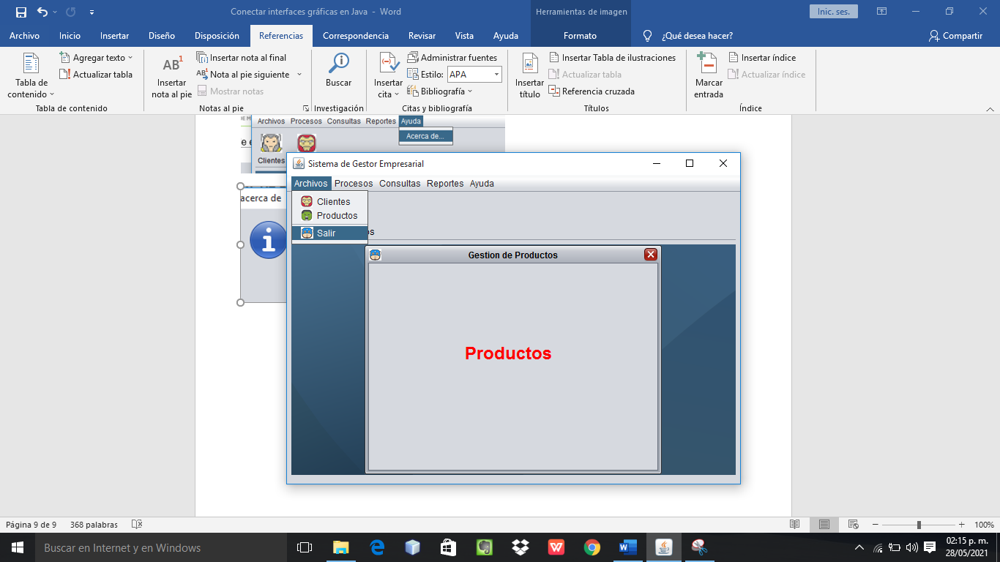 Conectar interfaces gráficas en Java - Word
Herramientas de imagen
Inic. ses.
Archivo Inicio Insertar Diseño Disposición Referencias Correspondencia Revisar Vista Ayuda Formato ¿Qué desea hacer? Compartir
Tabla de contenido
Agregar texto
Actualizar tabla
Tabla de contenido
AB1
Insertar nota al pie
Insertar nota al final
Nota al pie siguiente
Mostrar notas
Notas al pie
Buscar
Investigación
Insertar cita
Administrar fuentes
Estilo: APA
Bibliografía
Citas y bibliografía
Insertar título
Insertar Tabla de ilustraciones
Actualizar tabla
Referencia cruzada
Títulos
Marcar entrada
Insertar índice
Actualizar índice
Índice
Archivos Procesos Consultas Reportes Ayuda
Acerca de...
Clientes
acerca de
Sistema de Gestor Empresarial
Archivos Procesos Consultas Reportes Ayuda
Clientes
Productos
Salir
os
Gestion de Productos
Productos
Página 9 de 9 368 palabras 100%
Buscar en Internet y en Windows
02:15 p. m.
28/05/2021